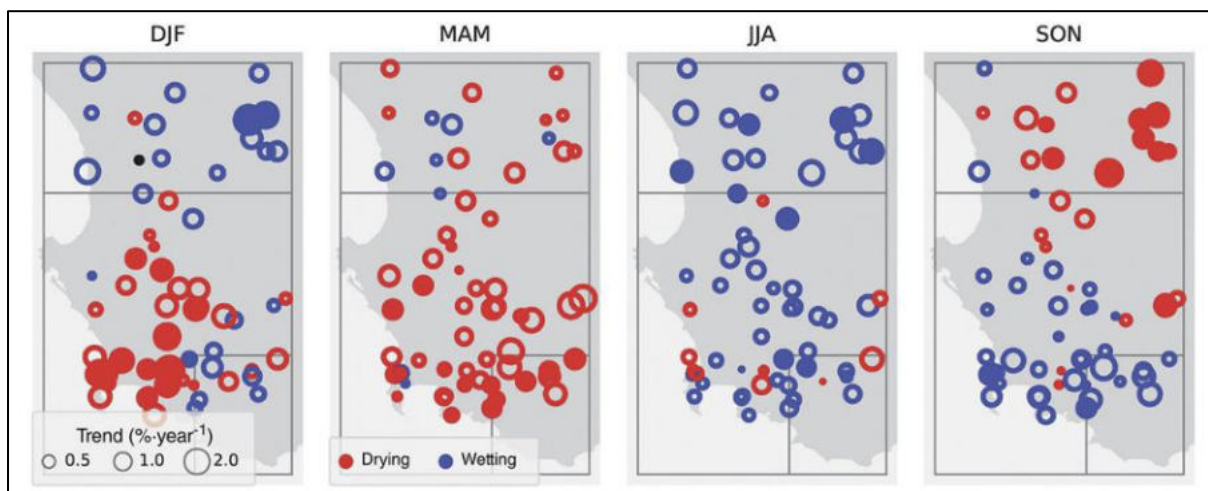 DJF
MAM
JJA
SON
Trend (%·year-1)
0.5 1.0 2.0
Drying Wetting